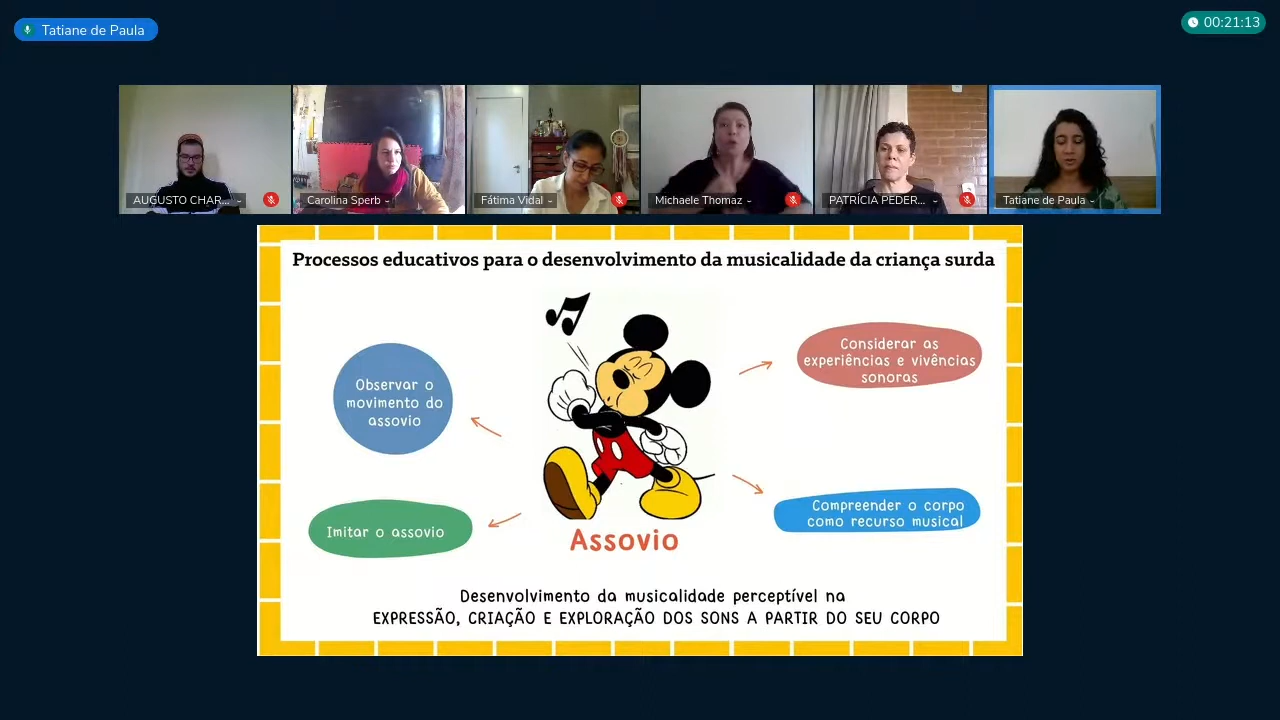 Tatiane de Paula
00:21:13
AUGUSTO CHAR...
Carolina Sperb
Fátima Vidal
Michaele Thomaz
PATRÍCIA PEDER...
Tatiane de Paula
Processos educativos para o desenvolvimento da musicalidade da criança surda
Observar o
movimento do
assovio
Considerar as
experiências e vivências
sonoras
Imitar o assovio
Compreender o corpo
como recurso musical
Assovio
Desenvolvimento da musicalidade perceptível na
EXPRESSÃO, CRIAÇÃO E EXPLORAÇÃO DOS SONS A PARTIR DO SEU CORPO